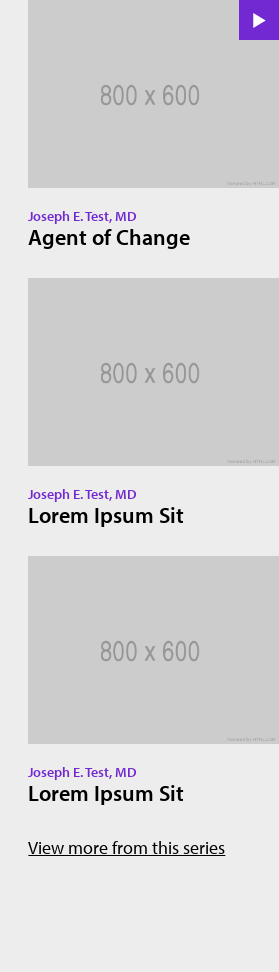 800 x 600
Joseph E. Test, MD
Agent of Change
800 x 600
Joseph E. Test, MD
Lorem Ipsum Sit
800 x 600
Joseph E. Test, MD
Lorem Ipsum Sit
View more from this series